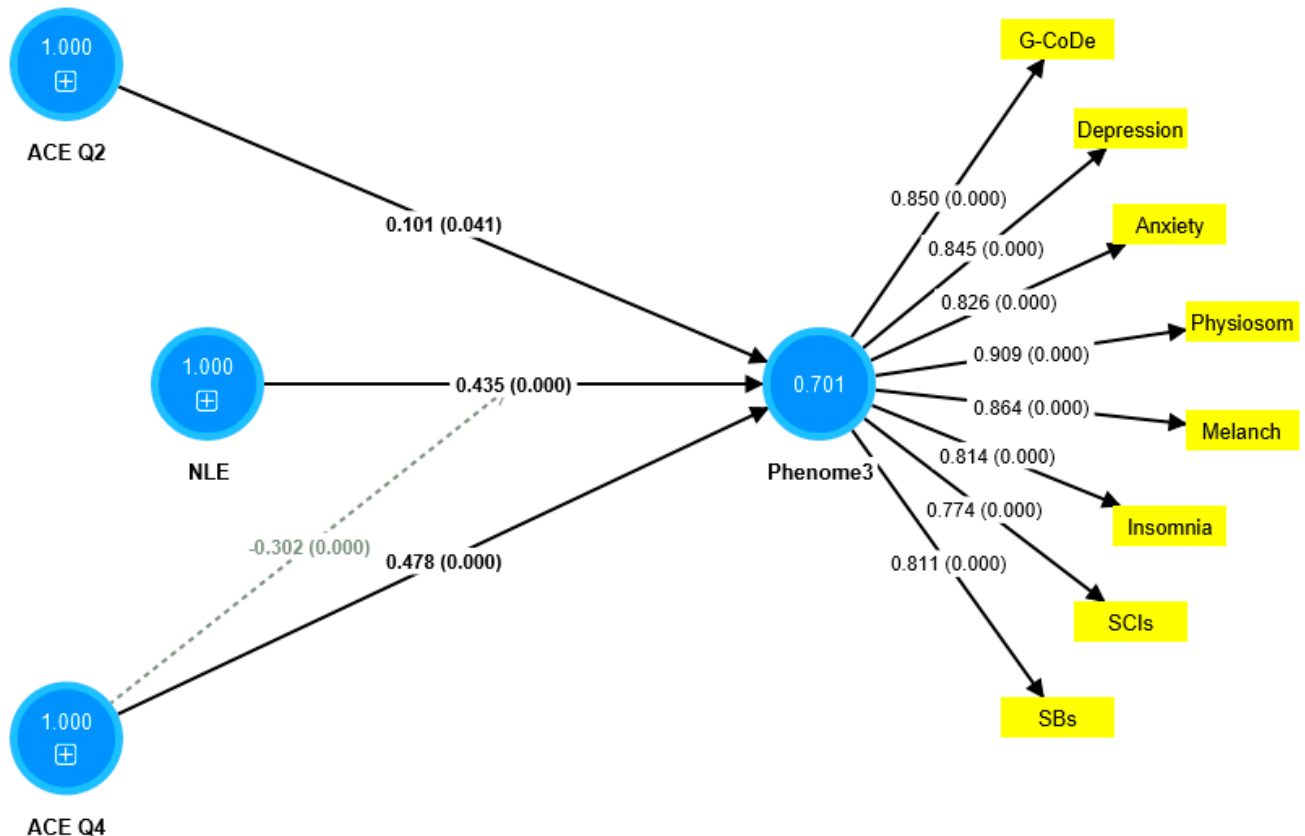 1.000
ACE Q2
0.101 (0.041)
1.000
NLE
0.435 (0.000)
-0.302 (0.000)
0.478 (0.000)
1.000
ACE Q4
0.701
Phenome3
0.850 (0.000)
0.845 (0.000)
0.826 (0.000)
0.909 (0.000)
0.864 (0.000)
0.814 (0.000)
0.774 (0.000)
0.811 (0.000)
G-CoDe
Depression
Anxiety
Physiosom
Melanch
Insomnia
SCIs
SBs